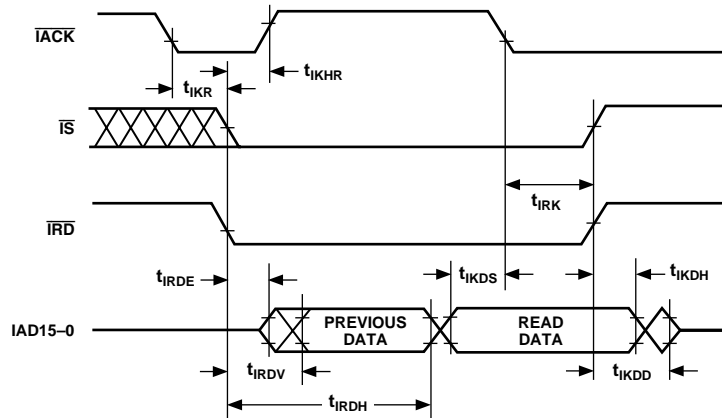 IACK
tIKR
tIKHR
IS
tIRK
IRD
tIRDE
tIKDS
tIKDH
IAD15–0
PREVIOUS
DATA
READ
DATA
tIRDV
tIKDD
tIRDH